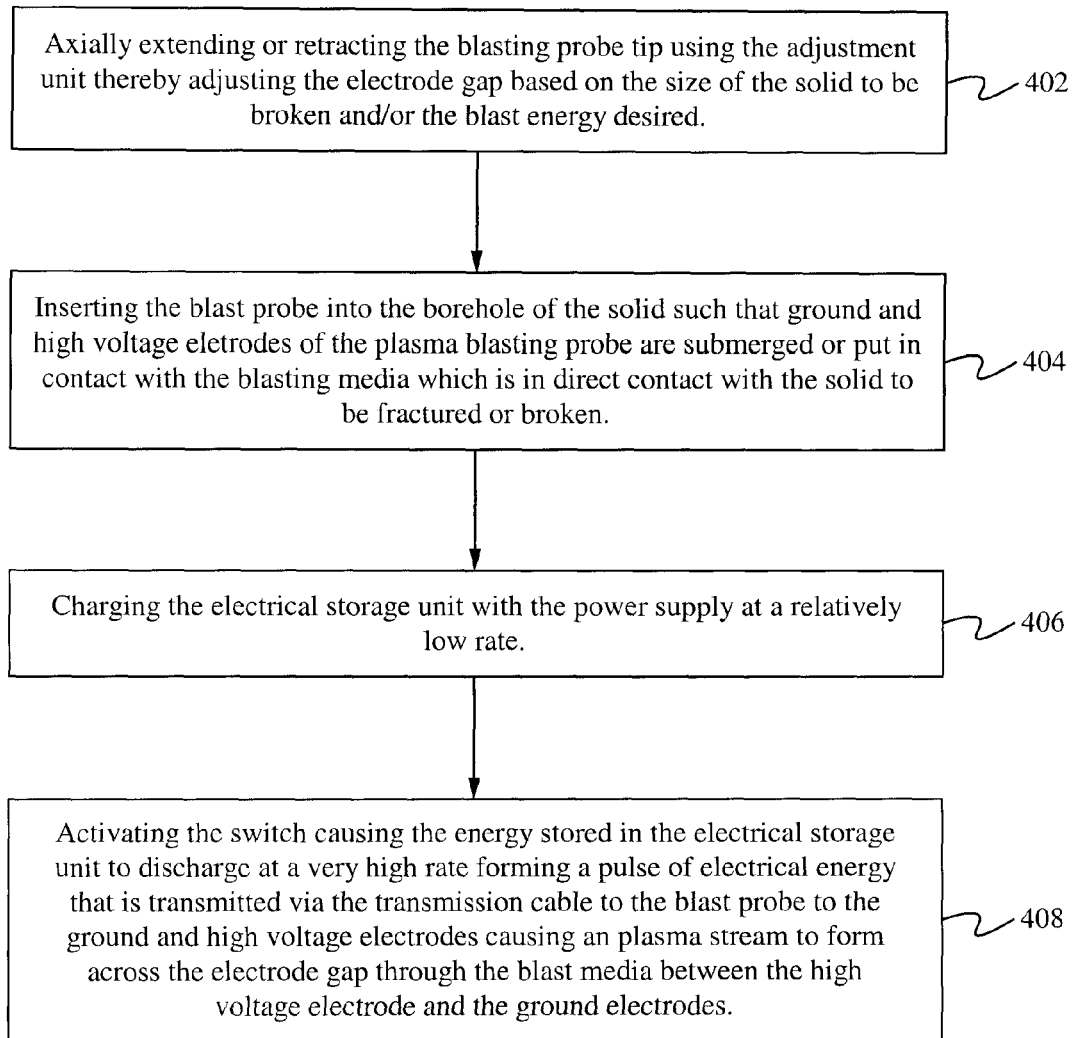 Axially extending or retracting the blasting probe tip using the adjustment
unit thereby adjusting the electrode gap based on the size of the solid to be
broken and/or the blast energy desired.
402
Inserting the blast probe into the borehole of the solid such that ground and
high voltage eletrodes of the plasma blasting probe are submerged or put in
contact with the blasting media which is in direct contact with the solid to
be fractured or broken.
404
Charging the electrical storage unit with the power supply at a relatively
low rate.
406
Activating the switch causing the energy stored in the electrical storage
unit to discharge at a very high rate forming a pulse of electrical energy
that is transmitted via the transmission cable to the blast probe to the
ground and high voltage electrodes causing an plasma stream to form
across the electrode gap through the blast media between the high
voltage electrode and the ground electrodes.
408